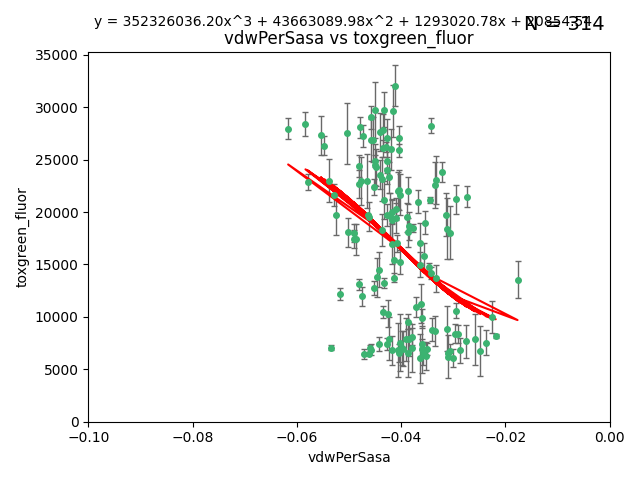 y = 352326036.20x^3 + 43663089.98x^2 + 1293020.78x +
N = 314
vdwPerSasa vs toxgreen_fluor
toxgreen_fluor
35000
30000
25000
20000
15000
10000
5000
0
−0.10
−0.08
−0.06
−0.04
−0.02
0.00
vdwPerSasa